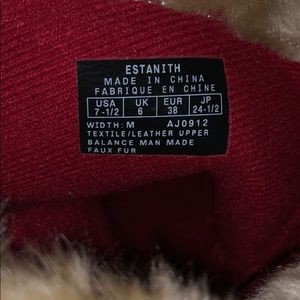 ESTANITH
MADE IN CHINA
FABRIQUE EN CHINE
USA UK EUR JP
7-1/2 6 38 24-1/2
WIDTH: M AJ0912
TEXTILE/LEATHER UPPER
BALANCE MAN MADE
FAUX FUR